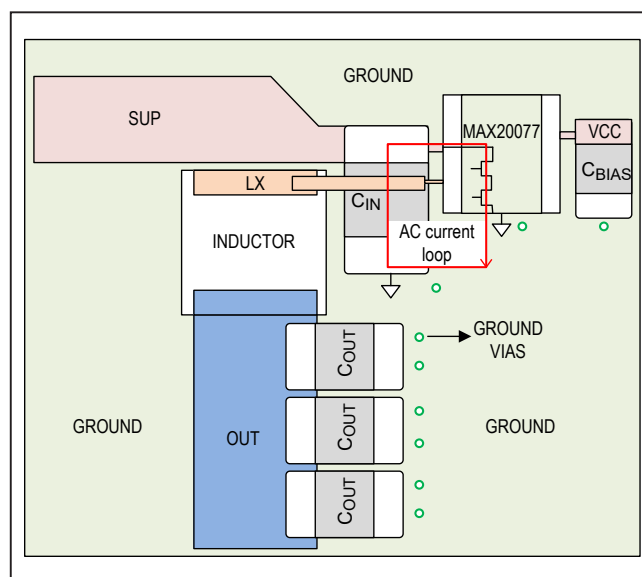 GROUND
SUP
MAX20077
VCC
CBIAS
LX
CIN
AC current
loop
INDUCTOR
GROUND
VIAS
COUT
GROUND
OUT
COUT
GROUND
COUT